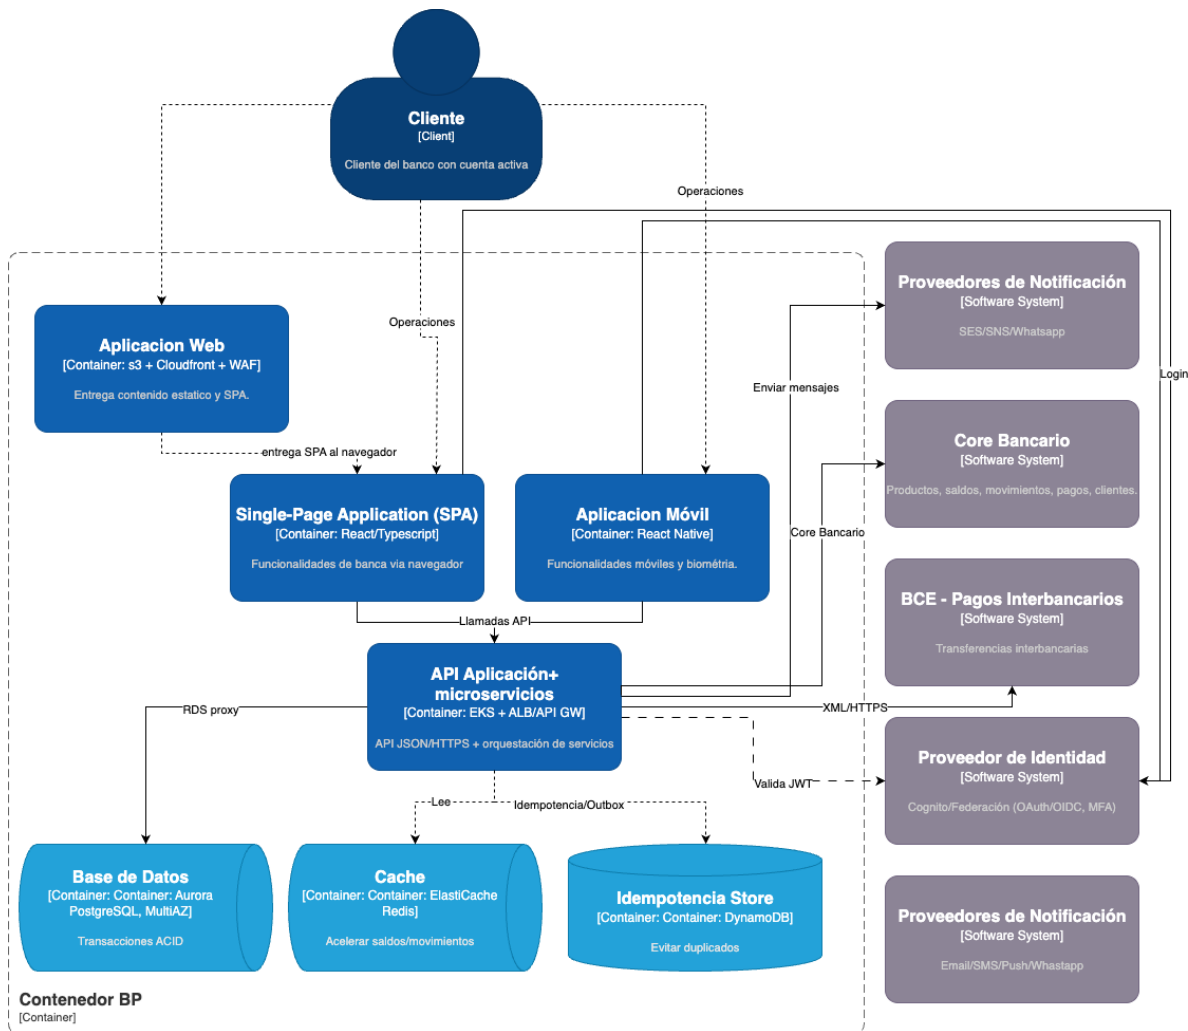 Cliente
[Client]
Cliente del banco con cuenta activa
Operaciones
Operaciones
Aplicacion Web
[Container: s3 + Cloudfront + WAF]
Entrega contenido estatico y SPA.
entrega SPA al navegador
Single-Page Application (SPA)
[Container: React/Typescript]
Funcionalidades de banca via navegador
Aplicacion Móvil
[Container: React Native]
Funcionalidades móviles y biométria.
Llamadas API
API Aplicación+
microservicios
[Container: EKS + ALB/API GW]
API JSON/HTTPS + orquestación de servicios
RDS proxy
Lee
Idempotencia/Outbox
Enviar mensajes
Core Bancario
XML/HTTPS
Valida JWT
Login
Base de Datos
[Container: Container: Aurora
PostgreSQL, MultiAZ]
Transacciones ACID
Cache
[Container: Container: ElastiCache
Redis]
Acelerar saldos/movimientos
Idempotencia Store
[Container: Container: DynamoDB]
Evitar duplicados
Contenedor BP
[Container]
Proveedores de Notificación
[Software System]
SES/SNS/Whatsapp
Core Bancario
[Software System]
Productos, saldos, movimientos, pagos, clientes.
BCE - Pagos Interbancarios
[Software System]
Transferencias interbancarias
Proveedor de Identidad
[Software System]
Cognito/Federación (OAuth/OIDC, MFA)
Proveedores de Notificación
[Software System]
Email/SMS/Push/Whastapp